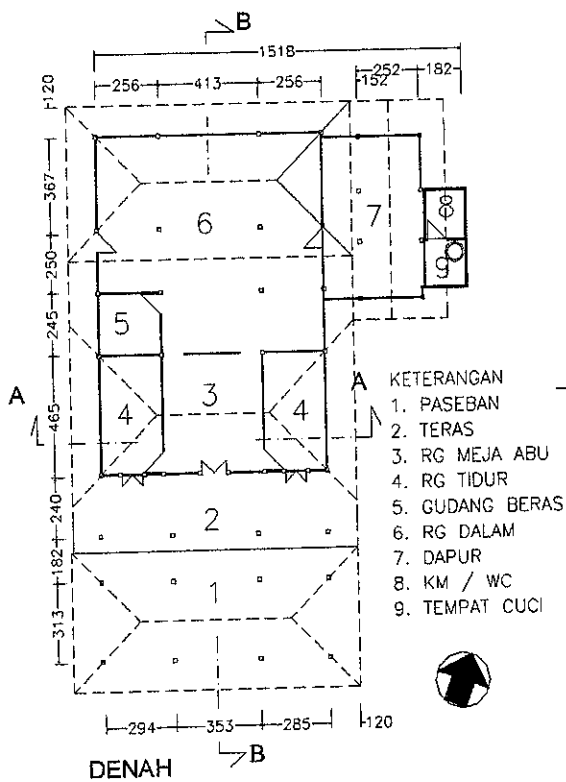 B
1518
256 413 256 252 182
152
120
367
250
245
465
240
182
313
6
7
8
9
5
4
3
4
A
A
2
1
KETERANGAN
1. PASEBAN
2. TERAS
3. RG MEJA ABU
4. RG TIDUR
5. GUDANG BERAS
6. RG DALAM
7. DAPUR
8. KM / WC
9. TEMPAT CUCI
294 353 285 120
B
DENAH